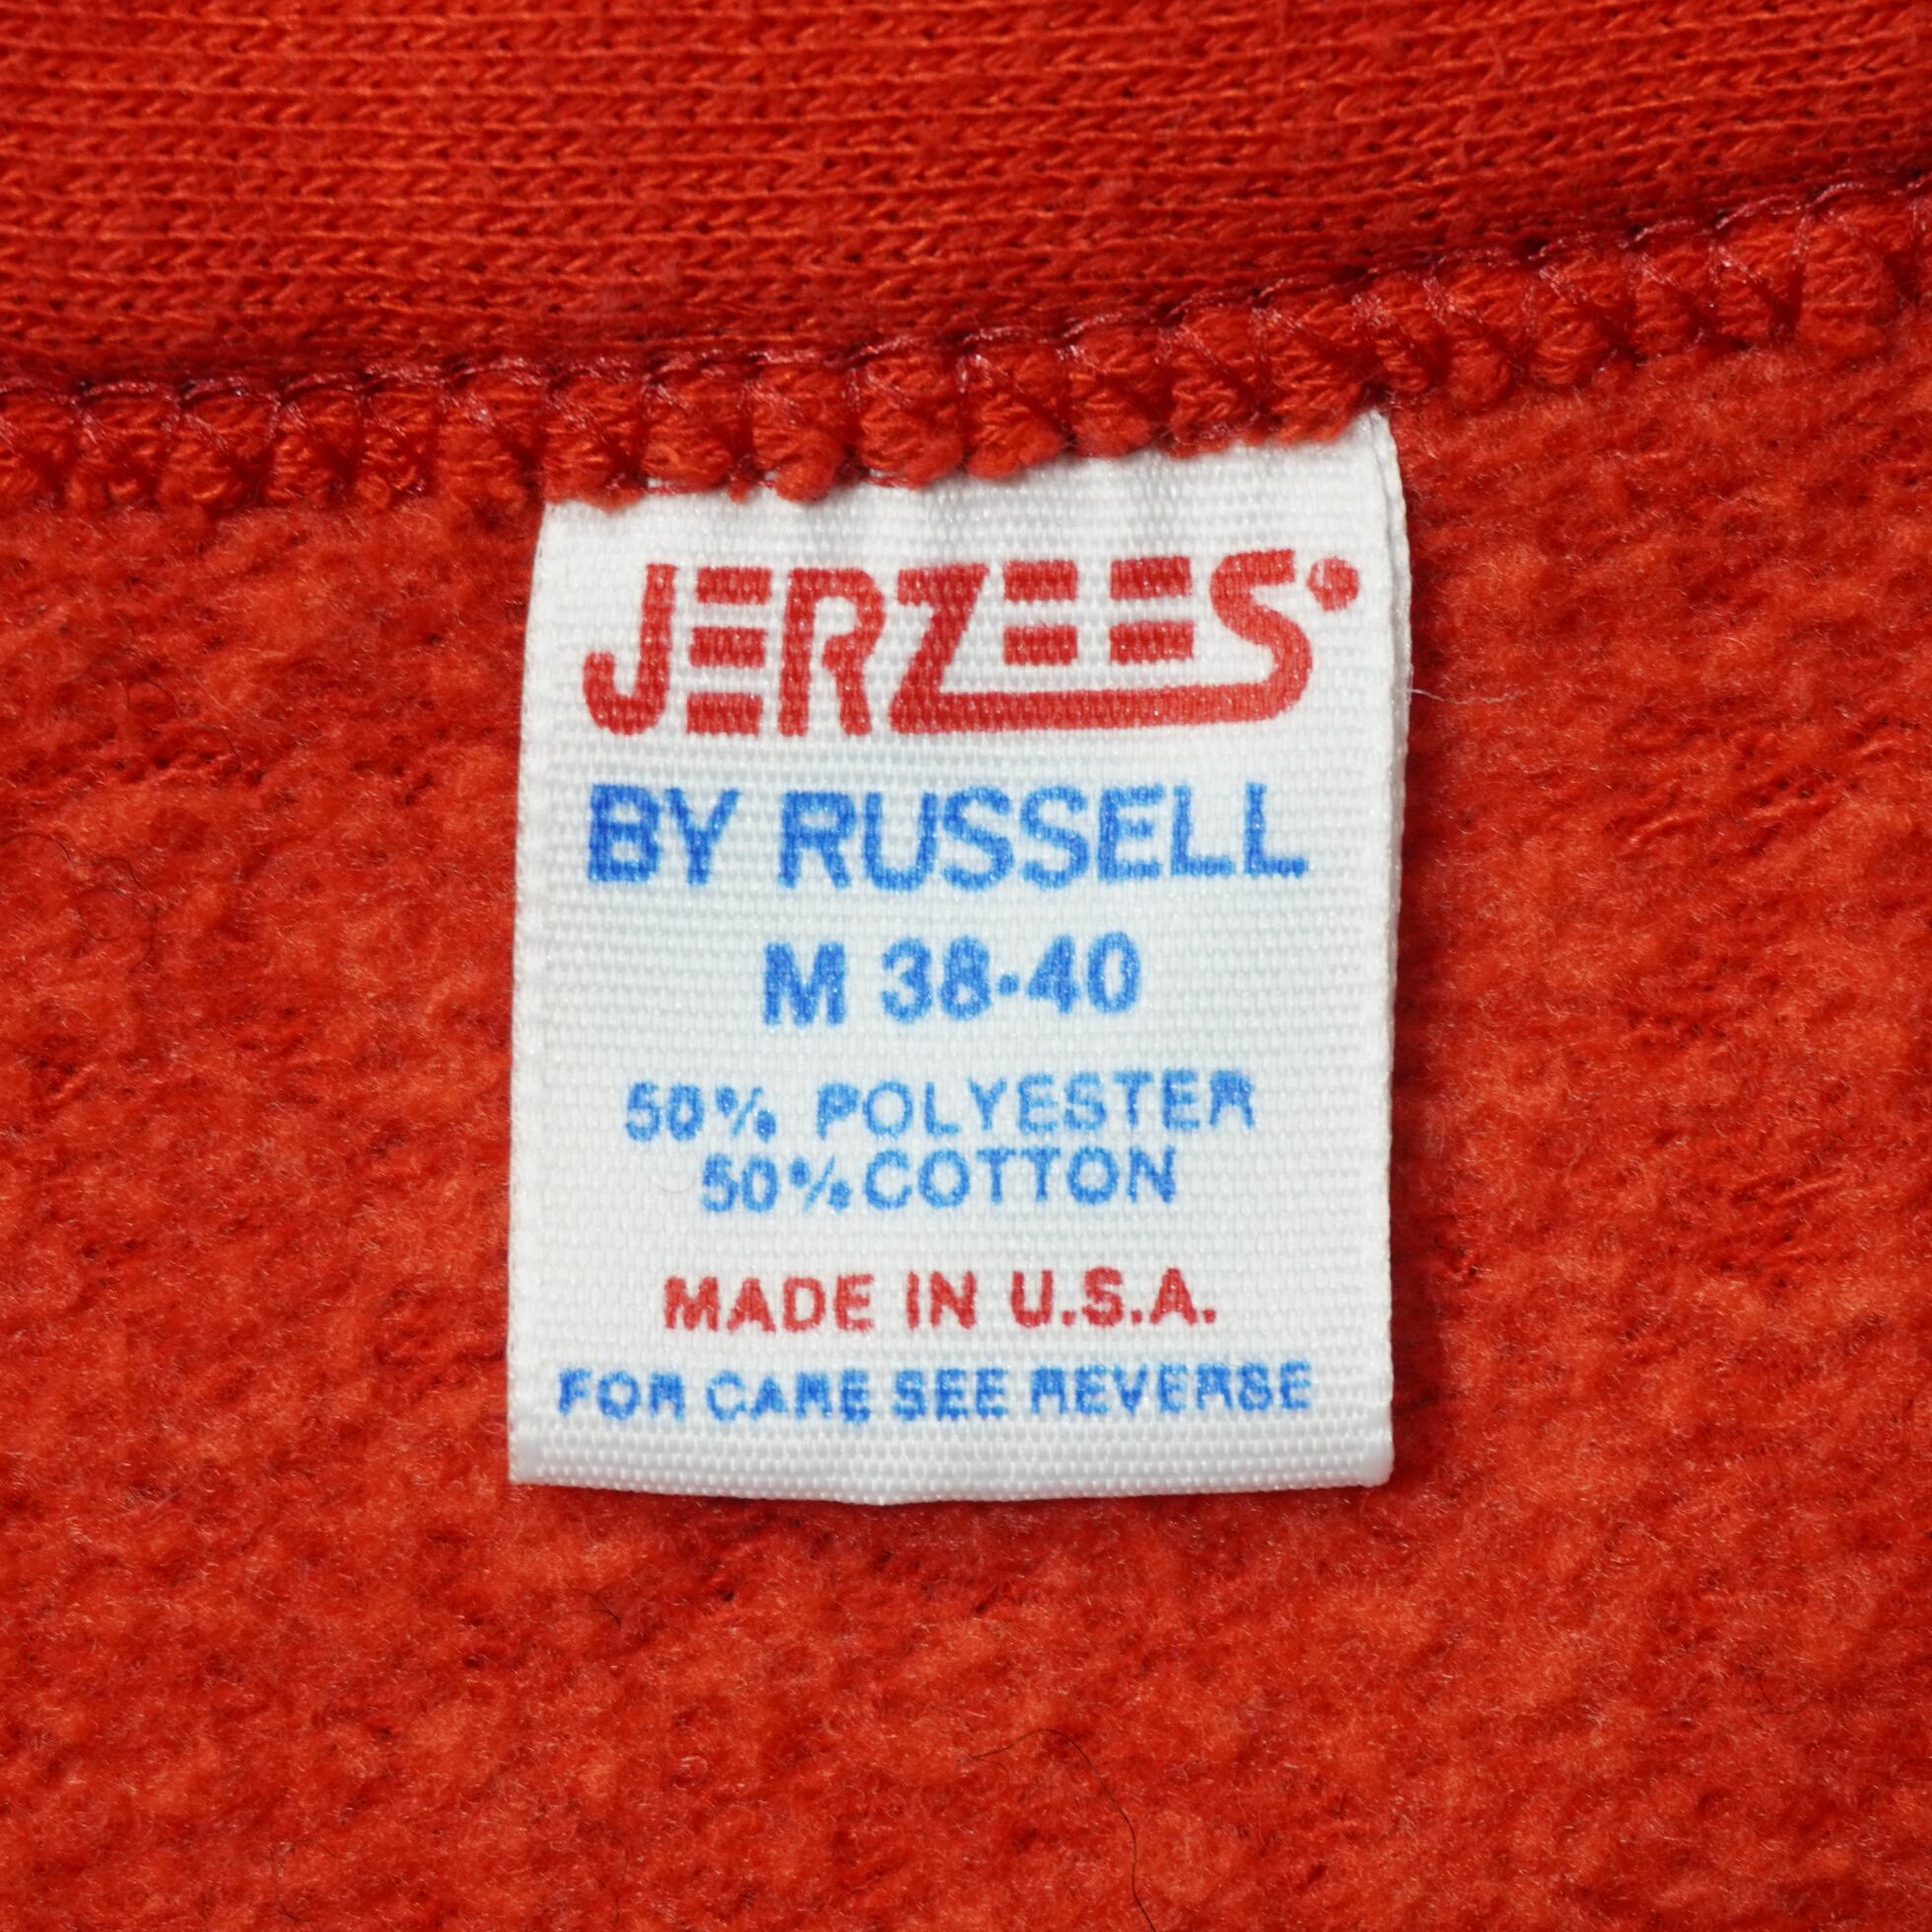 JERZEES
BY RUSSELL
M 38-40
50% POLYESTER
50% COTTON
MADE IN U.S.A.
FOR CARE SEE REVERSE